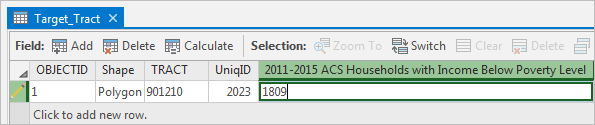 Target_Tract
Field: Add Delete Calculate Selection: Zoom To Switch Clear Delete
OBJECTID Shape TRACT UniqID 2011-2015 ACS Households with Income Below Poverty Level
1 Polygon 901210 2023 1809
Click to add new row.